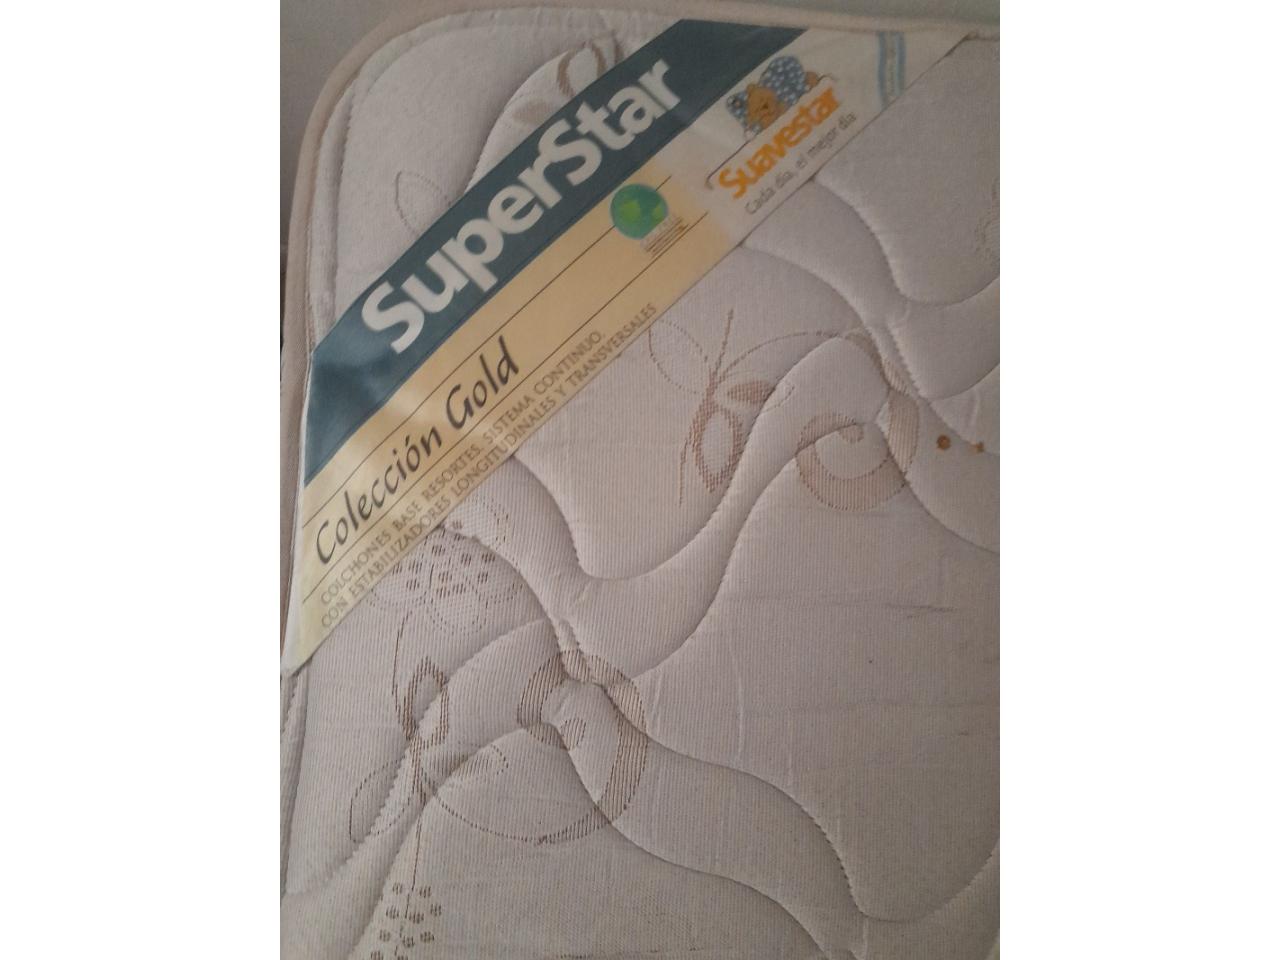 SuperStar
Colección Gold
COLCHONES BASE RESORTES. SISTEMA CONTINUO.
CON ESTABILIZADORES LONGITUDINALES Y TRANSVERSALES
Suavestar
Cada día, el mejor día